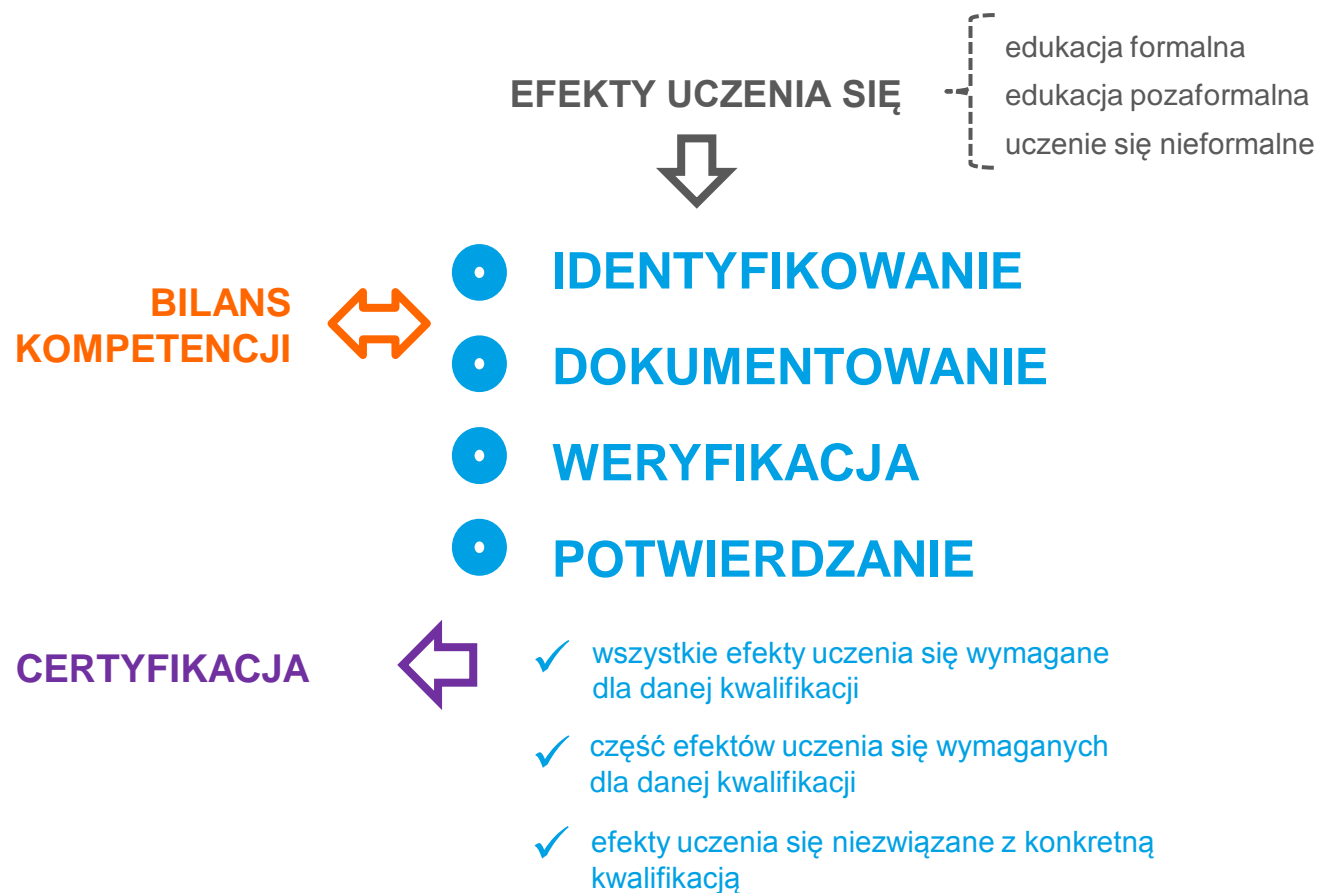 edukacja formalna
EFEKTY UCZENIA SIĘ
edukacja pozaformalna
uczenie się nieformalne
IDENTYFIKOWANIE
BILANS
KOMPETENCJI
DOKUMENTOWANIE
WERYFIKACJA
POTWIERDZANIE
CERTYFIKACJA
wszystkie efekty uczenia się wymagane
dla danej kwalifikacji
część efektów uczenia się wymaganych
dla danej kwalifikacji
efekty uczenia się niezwiązane z konkretną
kwalifikacją